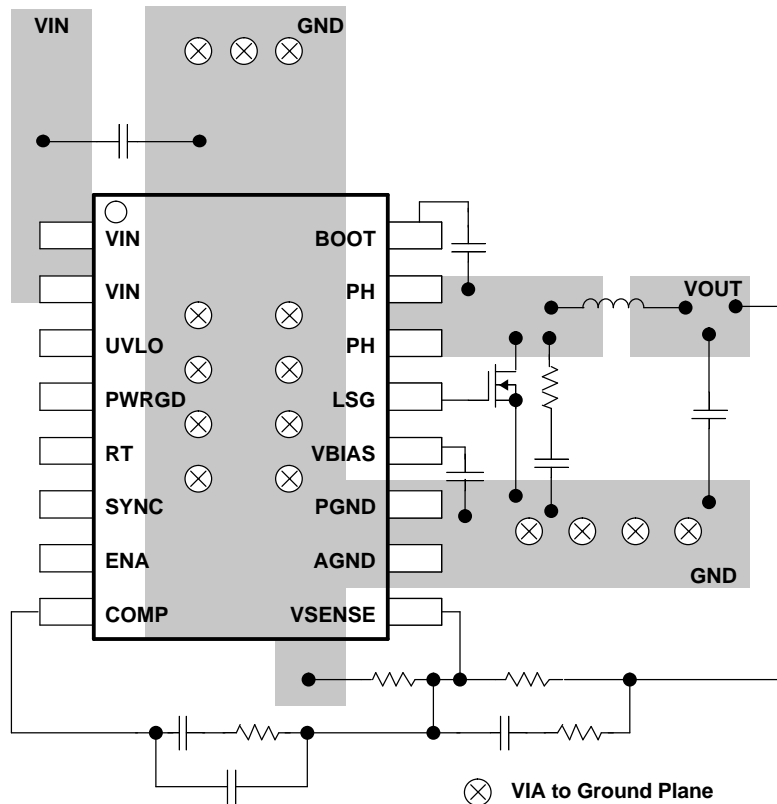 VIN GND
VIN BOOT
VIN PH VOUT
UVLO PH
PWRGD LSG
RT VBIAS
SYNC PGND
ENA AGND GND
COMP VSENSE
VIA to Ground Plane